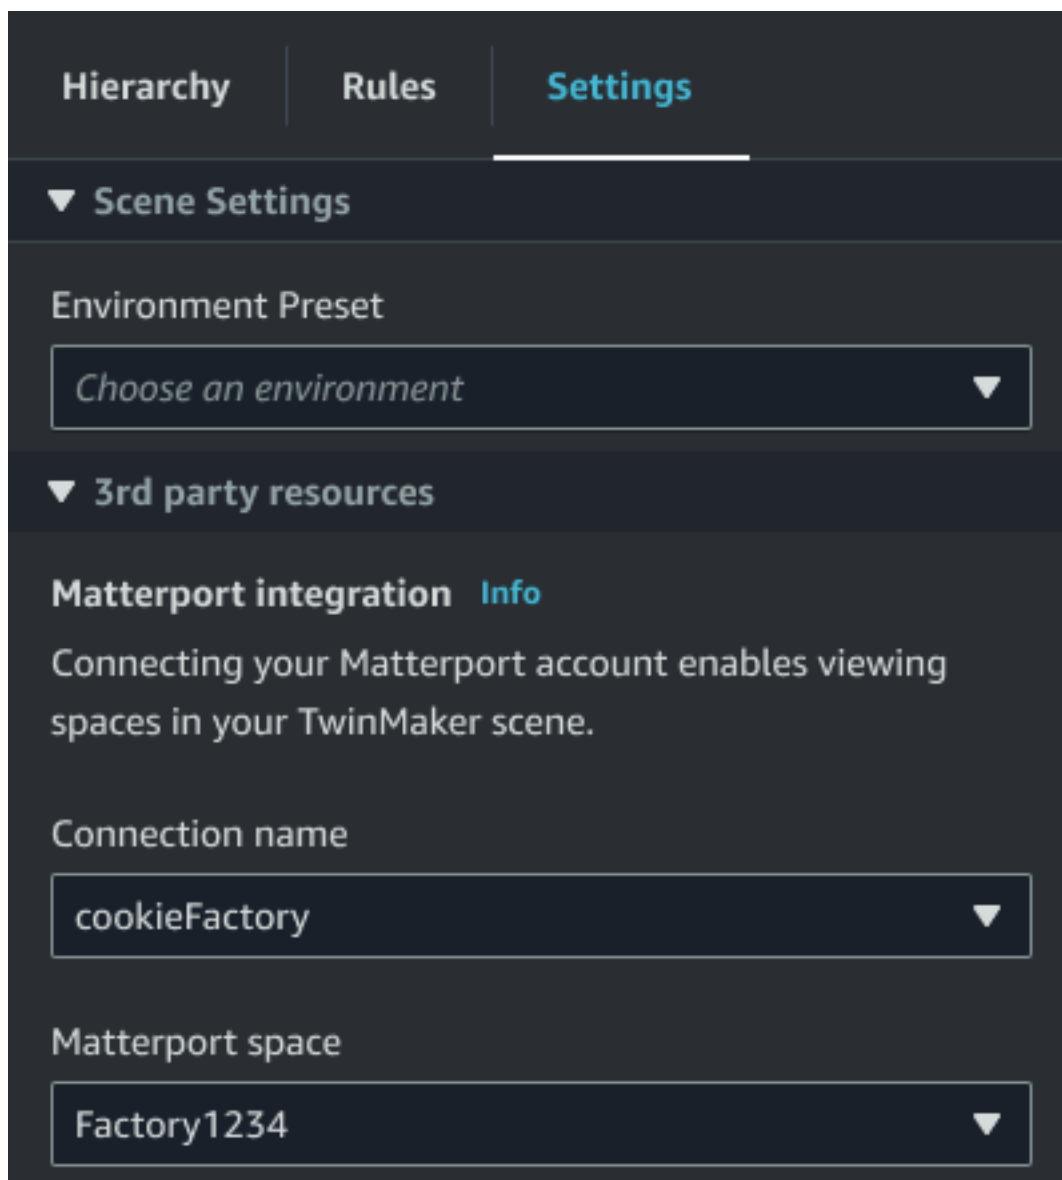 Hierarchy Rules Settings
Scene Settings
Environment Preset
Choose an environment
3rd party resources
Matterport integration Info
Connecting your Matterport account enables viewing
spaces in your TwinMaker scene.
Connection name
cookieFactory
Matterport space
Factory1234